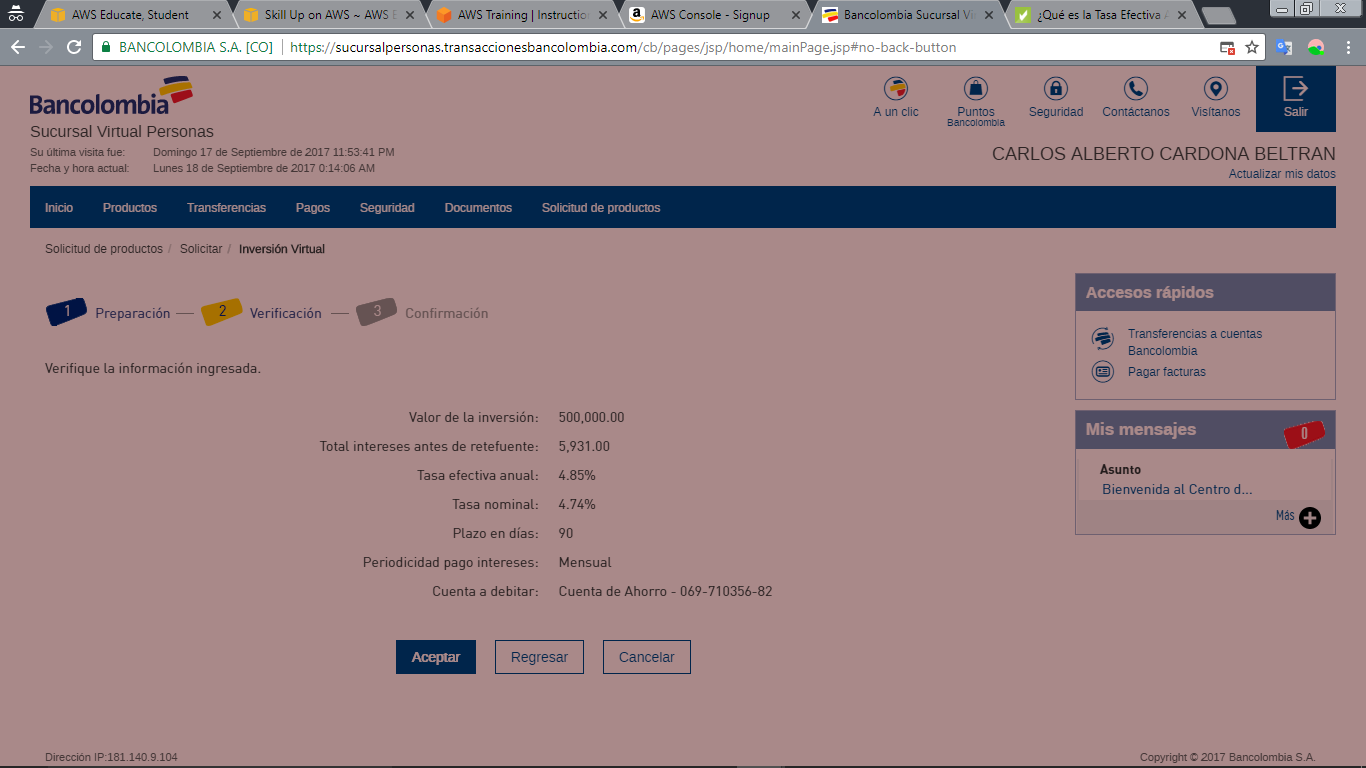 AWS Educate, Student
Skill Up on AWS ~ AWS E
AWS Training | Instructio
AWS Console - Signup
Bancolombia Sucursal Vi
¿Qué es la Tasa Efectiva A
BANCOLOMBIA S.A. [CO] | https://sucursalpersonas.transaccionesbancolombia.com/cb/pages/jsp/home/mainPage.jsp#no-back-button
Bancolombia
Sucursal Virtual Personas
Su última visita fue: Domingo 17 de Septiembre de 2017 11:53:41 PM
Fecha y hora actual: Lunes 18 de Septiembre de 2017 0:14:06 AM
A un clic
Puntos
Bancolombia
Seguridad
Contáctanos
Visítanos
Salir
CARLOS ALBERTO CARDONA BELTRAN
Actualizar mis datos
Inicio Productos Transferencias Pagos Seguridad Documentos Solicitud de productos
Solicitud de productos / Solicitar / Inversión Virtual
1 Preparación 2 Verificación 3 Confirmación
Verifique la información ingresada.
Valor de la inversión: 500,000.00
Total intereses antes de retefuente: 5,931.00
Tasa efectiva anual: 4.85%
Tasa nominal: 4.74%
Plazo en días: 90
Periodicidad pago intereses: Mensual
Cuenta a debitar: Cuenta de Ahorro - 069-710356-82
Aceptar Regresar Cancelar
Accesos rápidos
Transferencias a cuentas
Bancolombia
Pagar facturas
Mis mensajes 0
Asunto
Bienvenida al Centro d...
Más
Dirección IP:181.140.9.104
Copyright © 2017 Bancolombia S.A.